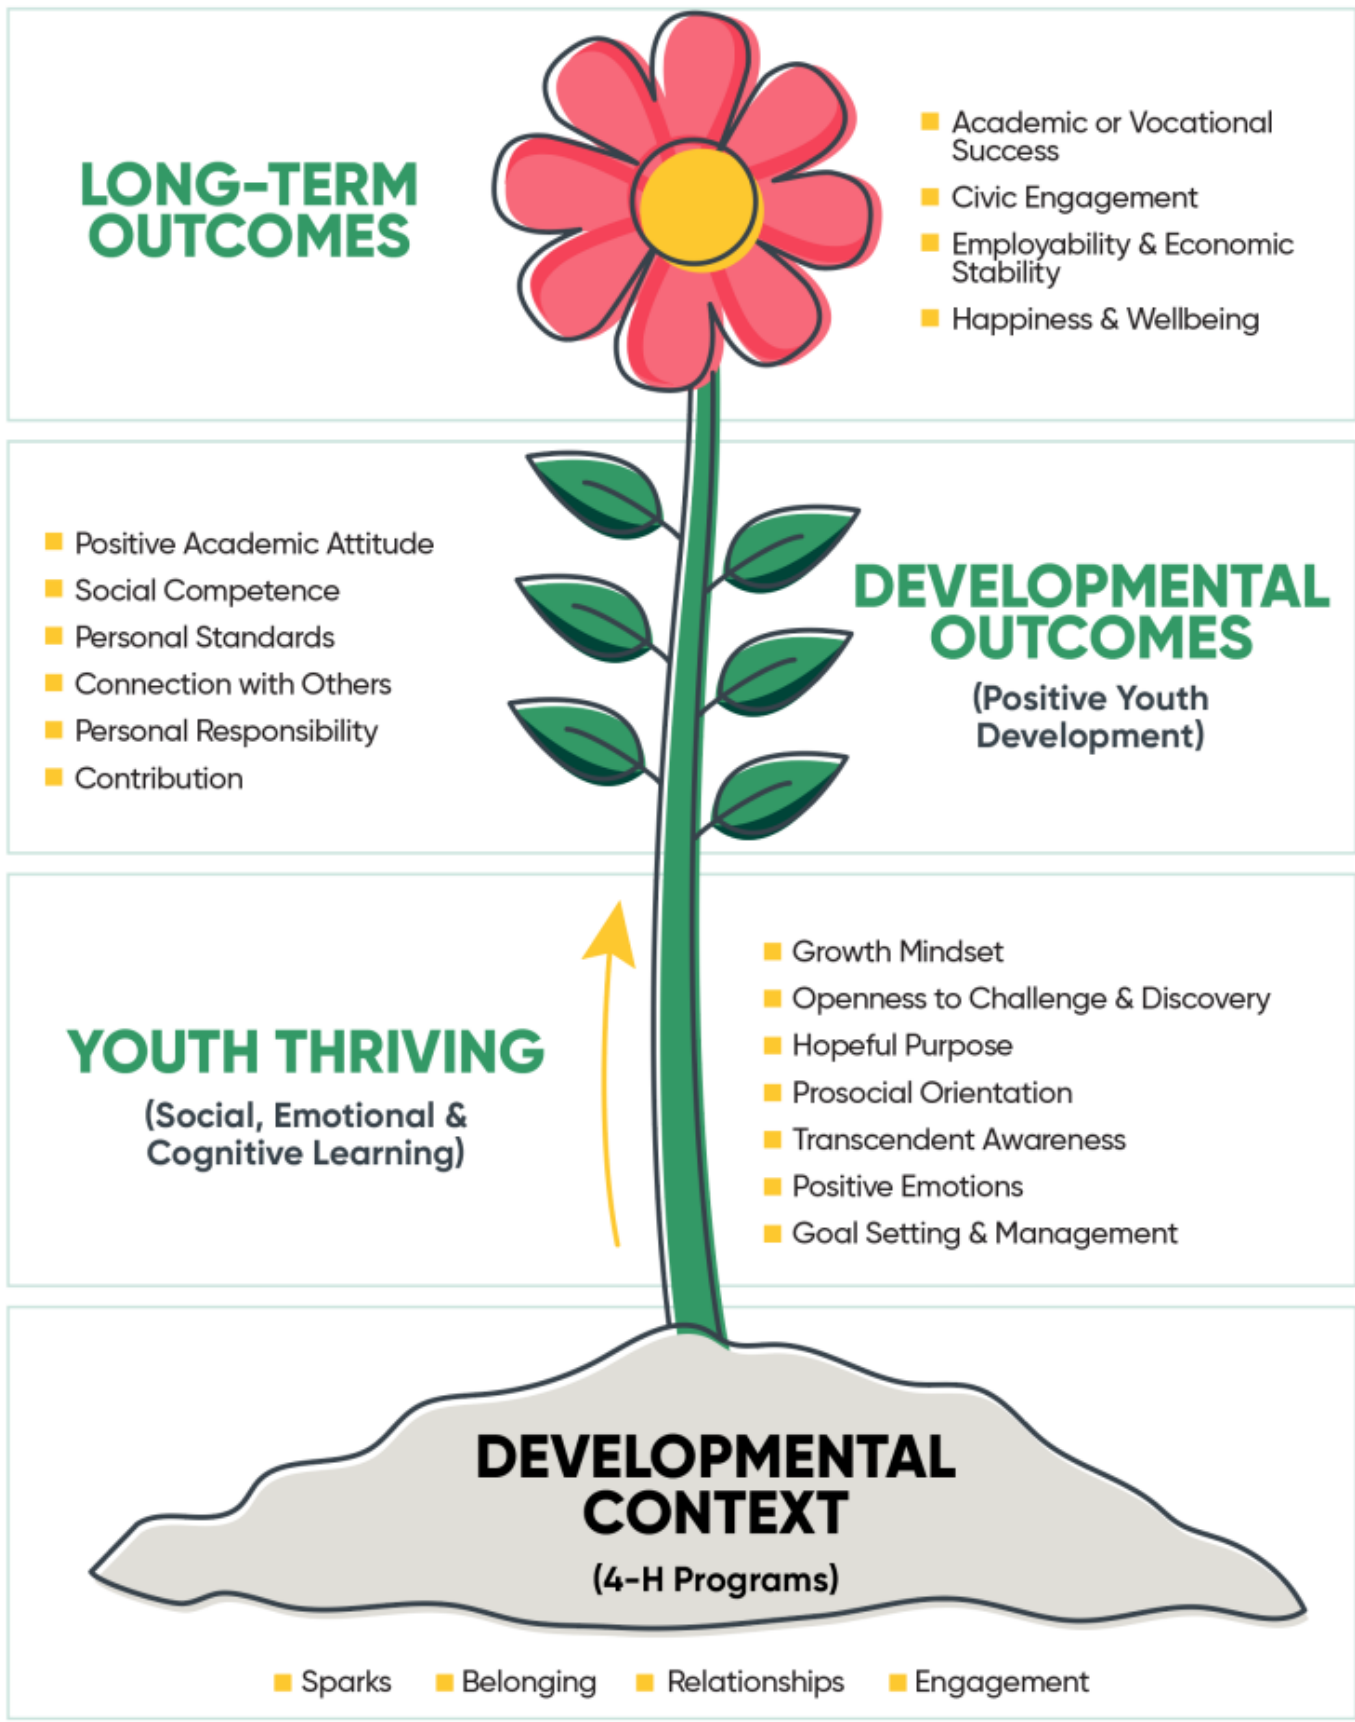 LONG-TERM
OUTCOMES
Academic or Vocational
Success
Civic Engagement
Employability & Economic
Stability
Happiness & Wellbeing
Positive Academic Attitude
Social Competence
Personal Standards
Connection with Others
Personal Responsibility
Contribution
DEVELOPMENTAL
OUTCOMES
(Positive Youth
Development)
YOUTH THRIVING
(Social, Emotional &
Cognitive Learning)
Growth Mindset
Openness to Challenge & Discovery
Hopeful Purpose
Prosocial Orientation
Transcendent Awareness
Positive Emotions
Goal Setting & Management
DEVELOPMENTAL
CONTEXT
(4-H Programs)
Sparks Belonging Relationships Engagement